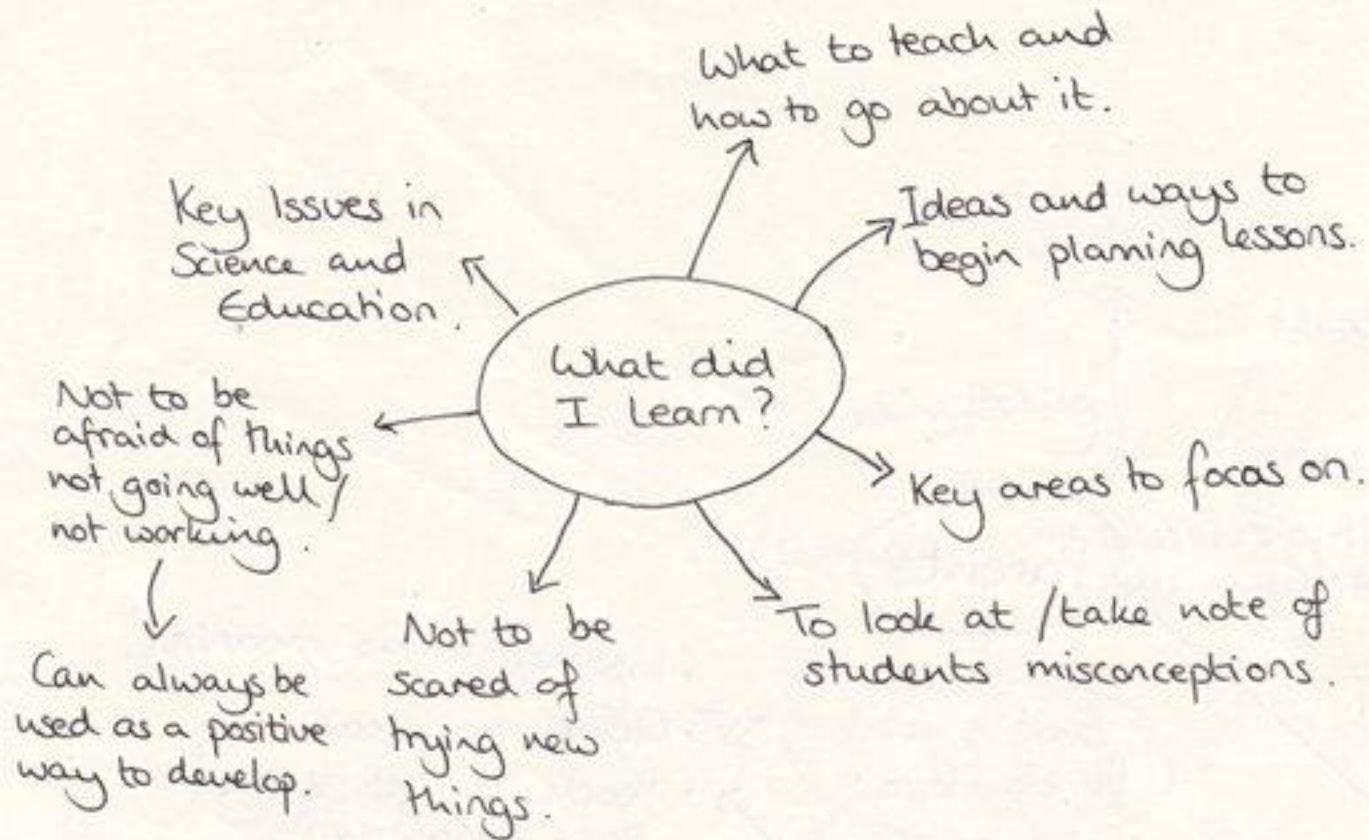 What did
I learn?
What to teach and
how to go about it.
Ideas and ways to
begin planning lessons.
Key areas to focus on.
To look at / take note of
students misconceptions.
Not to be
scared of
trying new
things.
Not to be
afraid of things
not going well /
not working.
Can always be
used as a positive
way to develop.
Key Issues in
Science and
Education.